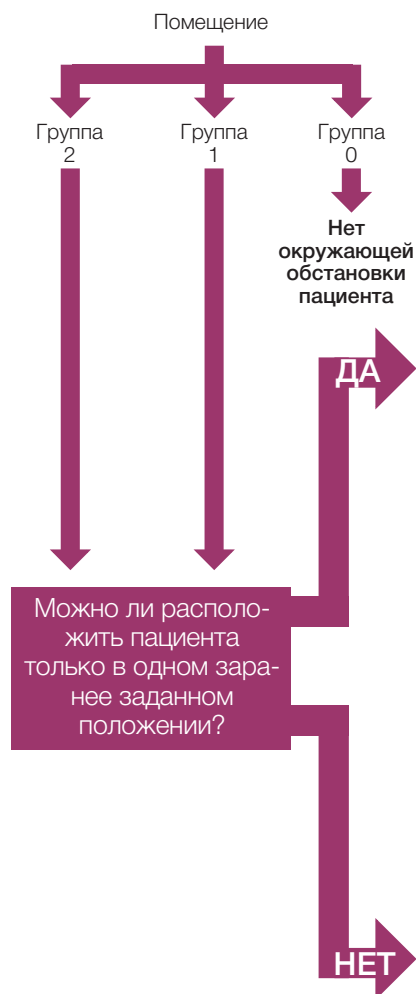 Помещение
Группа
2
Группа
1
Группа
0
Нет
окружающей
обстановки
пациента
ДА
Можно ли располо-
жить пациента
только в одном зара-
нее заданном
положении?
НЕТ